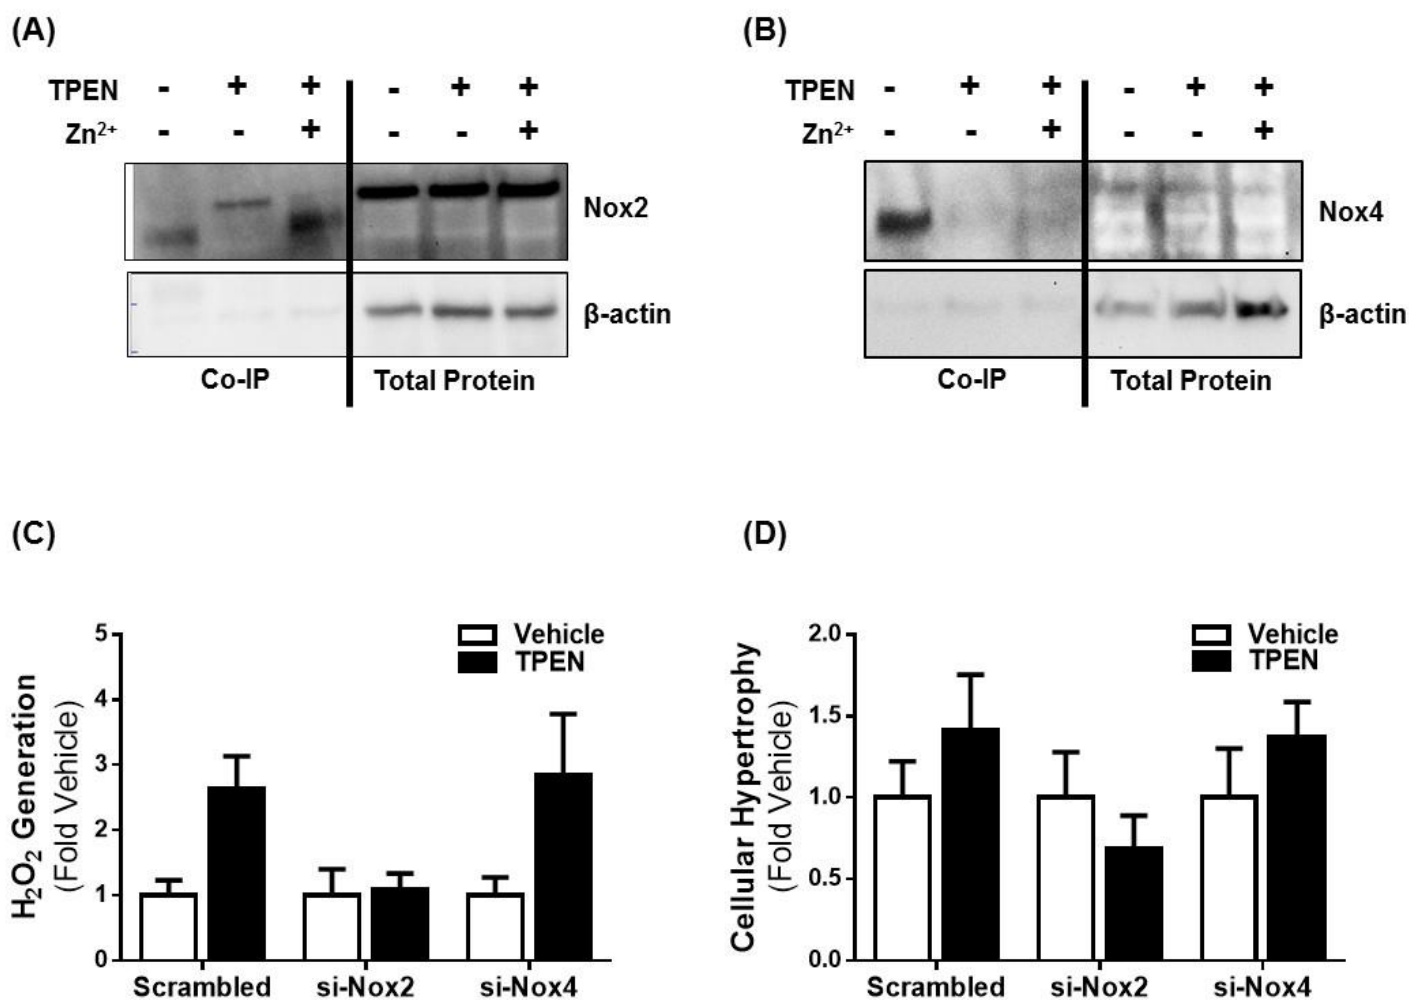 (A)
TPEN - + + - + +
Zn²⁺ - - + - - +
Nox2
β-actin
Co-IP Total Protein
(B)
TPEN - + + - + +
Zn²⁺ - - + - - +
Nox4
β-actin
Co-IP Total Protein
(C)
H₂O₂ Generation
(Fold Vehicle)
5
4
3
2
1
0
Vehicle
TPEN
Scrambled si-Nox2 si-Nox4
(D)
Cellular Hypertrophy
(Fold Vehicle)
2.0
1.5
1.0
0.5
0.0
Vehicle
TPEN
Scrambled si-Nox2 si-Nox4